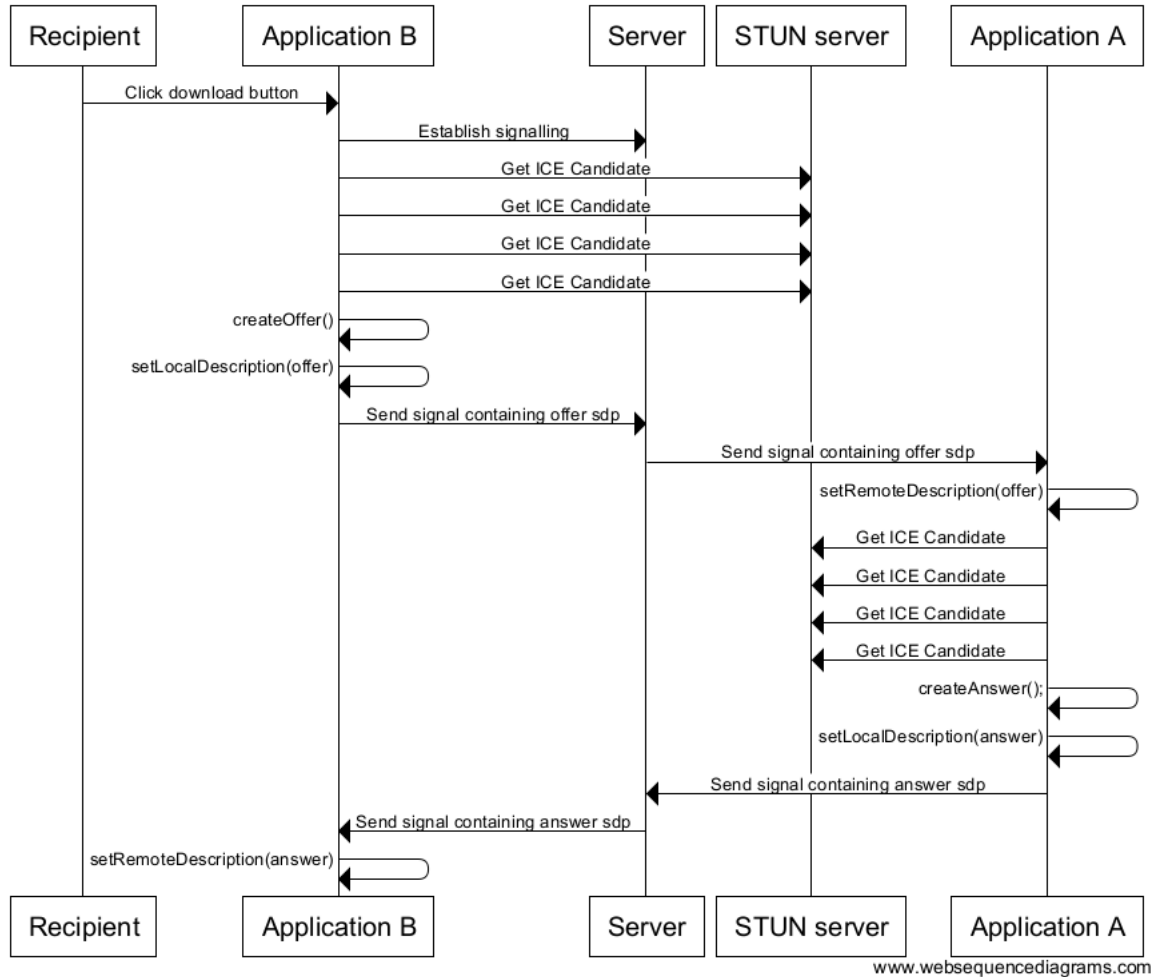 Recipient
Application B
Server
STUN server
Application A
Click download button
Establish signalling
Get ICE Candidate
Get ICE Candidate
Get ICE Candidate
Get ICE Candidate
createOffer()
setLocalDescription(offer)
Send signal containing offer sdp
Send signal containing offer sdp
setRemoteDescription(offer)
Get ICE Candidate
Get ICE Candidate
Get ICE Candidate
Get ICE Candidate
createAnswer();
setLocalDescription(answer)
Send signal containing answer sdp
Send signal containing answer sdp
setRemoteDescription(answer)
Recipient
Application B
Server
STUN server
Application A
www.websequencediagrams.com